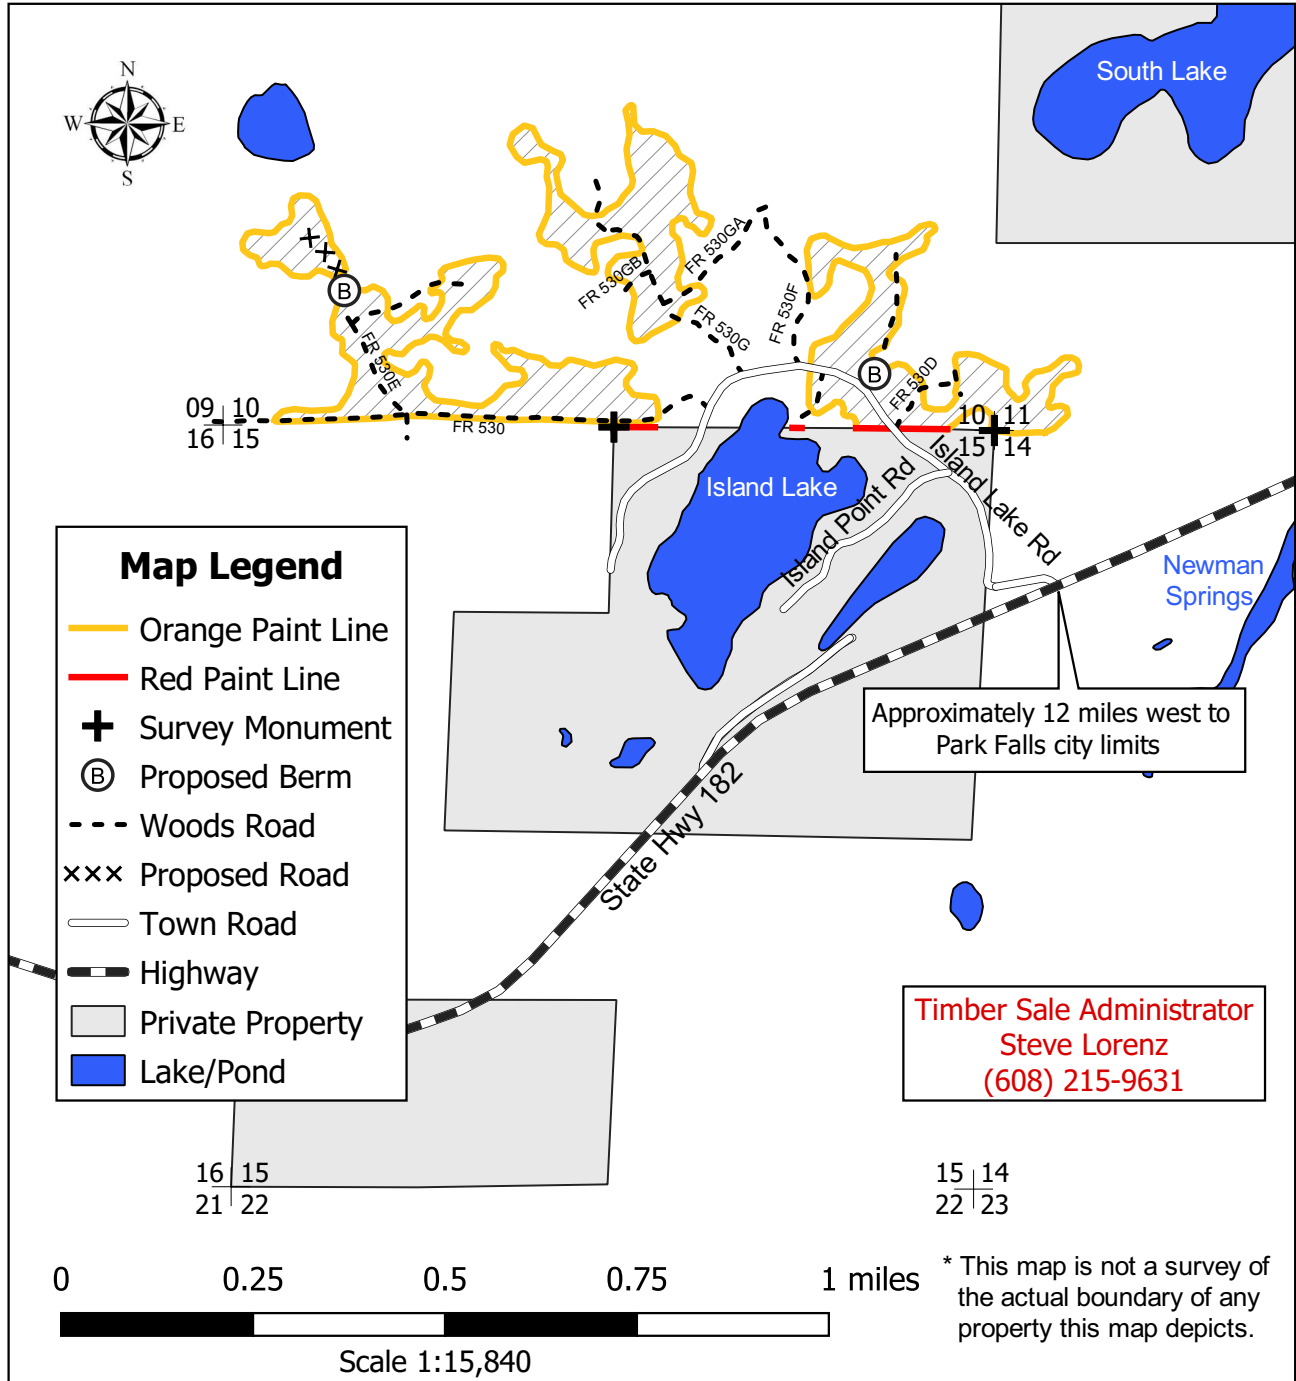 South Lake
N
W
E
S
FR 530GA
FR 530GB
FR 530G
FR 530F
FR 530E
FR 530D
FR 530
09 10
16 15
10 11
15 14
Island Lake
Island Point Rd
Island Lake Rd
Newman
Springs
B
B
Map Legend
Orange Paint Line
Red Paint Line
Survey Monument
B Proposed Berm
Woods Road
Proposed Road
Town Road
Highway
Private Property
Lake/Pond
Approximately 12 miles west to
Park Falls city limits
State Hwy 182
Timber Sale Administrator
Steve Lorenz
(608) 215-9631
16 15
21 22
15 14
22 23
0 0.25 0.5 0.75 1 miles
Scale 1:15,840
* This map is not a survey of
the actual boundary of any
property this map depicts.